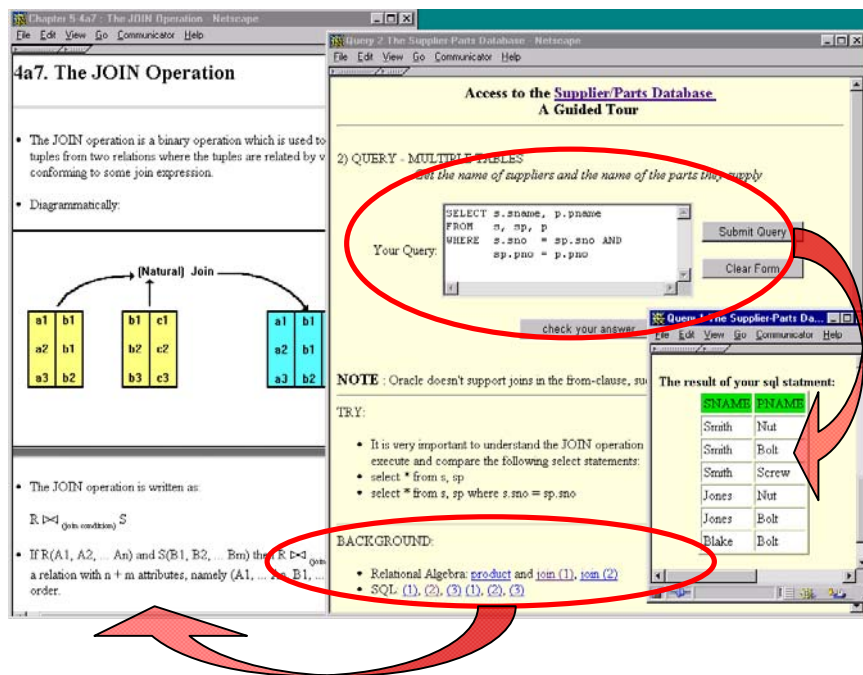 Chapter 5-4a7 : The JOIN Operation - Netscape
File Edit View Go Communicator Help
4a7. The JOIN Operation
• The JOIN operation is a binary operation which is used to
tuples from two relations where the tuples are related by v
conforming to some join expression.
• Diagrammatically:
(Natural) Join
a1 b1
a2 b1
a3 b2
b1 c1
b2 c2
b3 c3
a1 b1
a2 b1
a3 b2
• The JOIN operation is written as:
R ⋈ (join condition) S
• If R(A1, A2, ... An) and S(B1, B2, ... Bm) then R ⋈ (join
a relation with n + m attributes, namely (A1, ... An, B1, ...
order.
Query 2 The Supplier-Parts Database - Netscape
File Edit View Go Communicator Help
Access to the Supplier/Parts Database
A Guided Tour
2) QUERY - MULTIPLE TABLES
Get the name of suppliers and the name of the parts they supply
Your Query:
SELECT s.sname, p.pname
FROM s, sp, p
WHERE s.sno = sp.sno AND
sp.pno = p.pno
Submit Query
Clear Form
check your answer
NOTE : Oracle doesn't support joins in the from-clause, su
TRY:
• It is very important to understand the JOIN operation
execute and compare the following select statements:
• select * from s, sp
• select * from s, sp where s.sno = sp.sno
BACKGROUND:
• Relational Algebra: product and join (1), join (2)
• SQL: (1), (2), (3) (1), (2), (3)
Query 1 The Supplier-Parts Da...
File Edit View Go Communicator Help
The result of your sql statment:
SNAME PNAME
Smith Nut
Smith Bolt
Smith Screw
Jones Nut
Jones Bolt
Blake Bolt